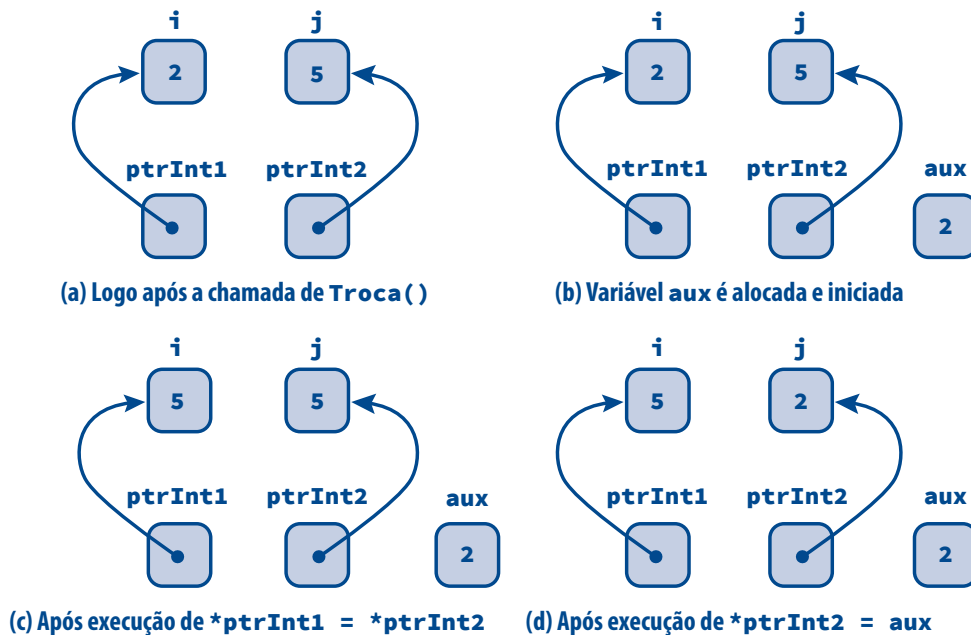 i j
2 5
ptrInt1 ptrInt2
(a) Logo após a chamada de Troca()
i j
2 5
ptrInt1 ptrInt2 aux
2
(b) Variável aux é alocada e iniciada
i j
5 5
ptrInt1 ptrInt2 aux
2
(c) Após execução de *ptrInt1 = *ptrInt2
i j
5 2
ptrInt1 ptrInt2 aux
2
(d) Após execução de *ptrInt2 = aux